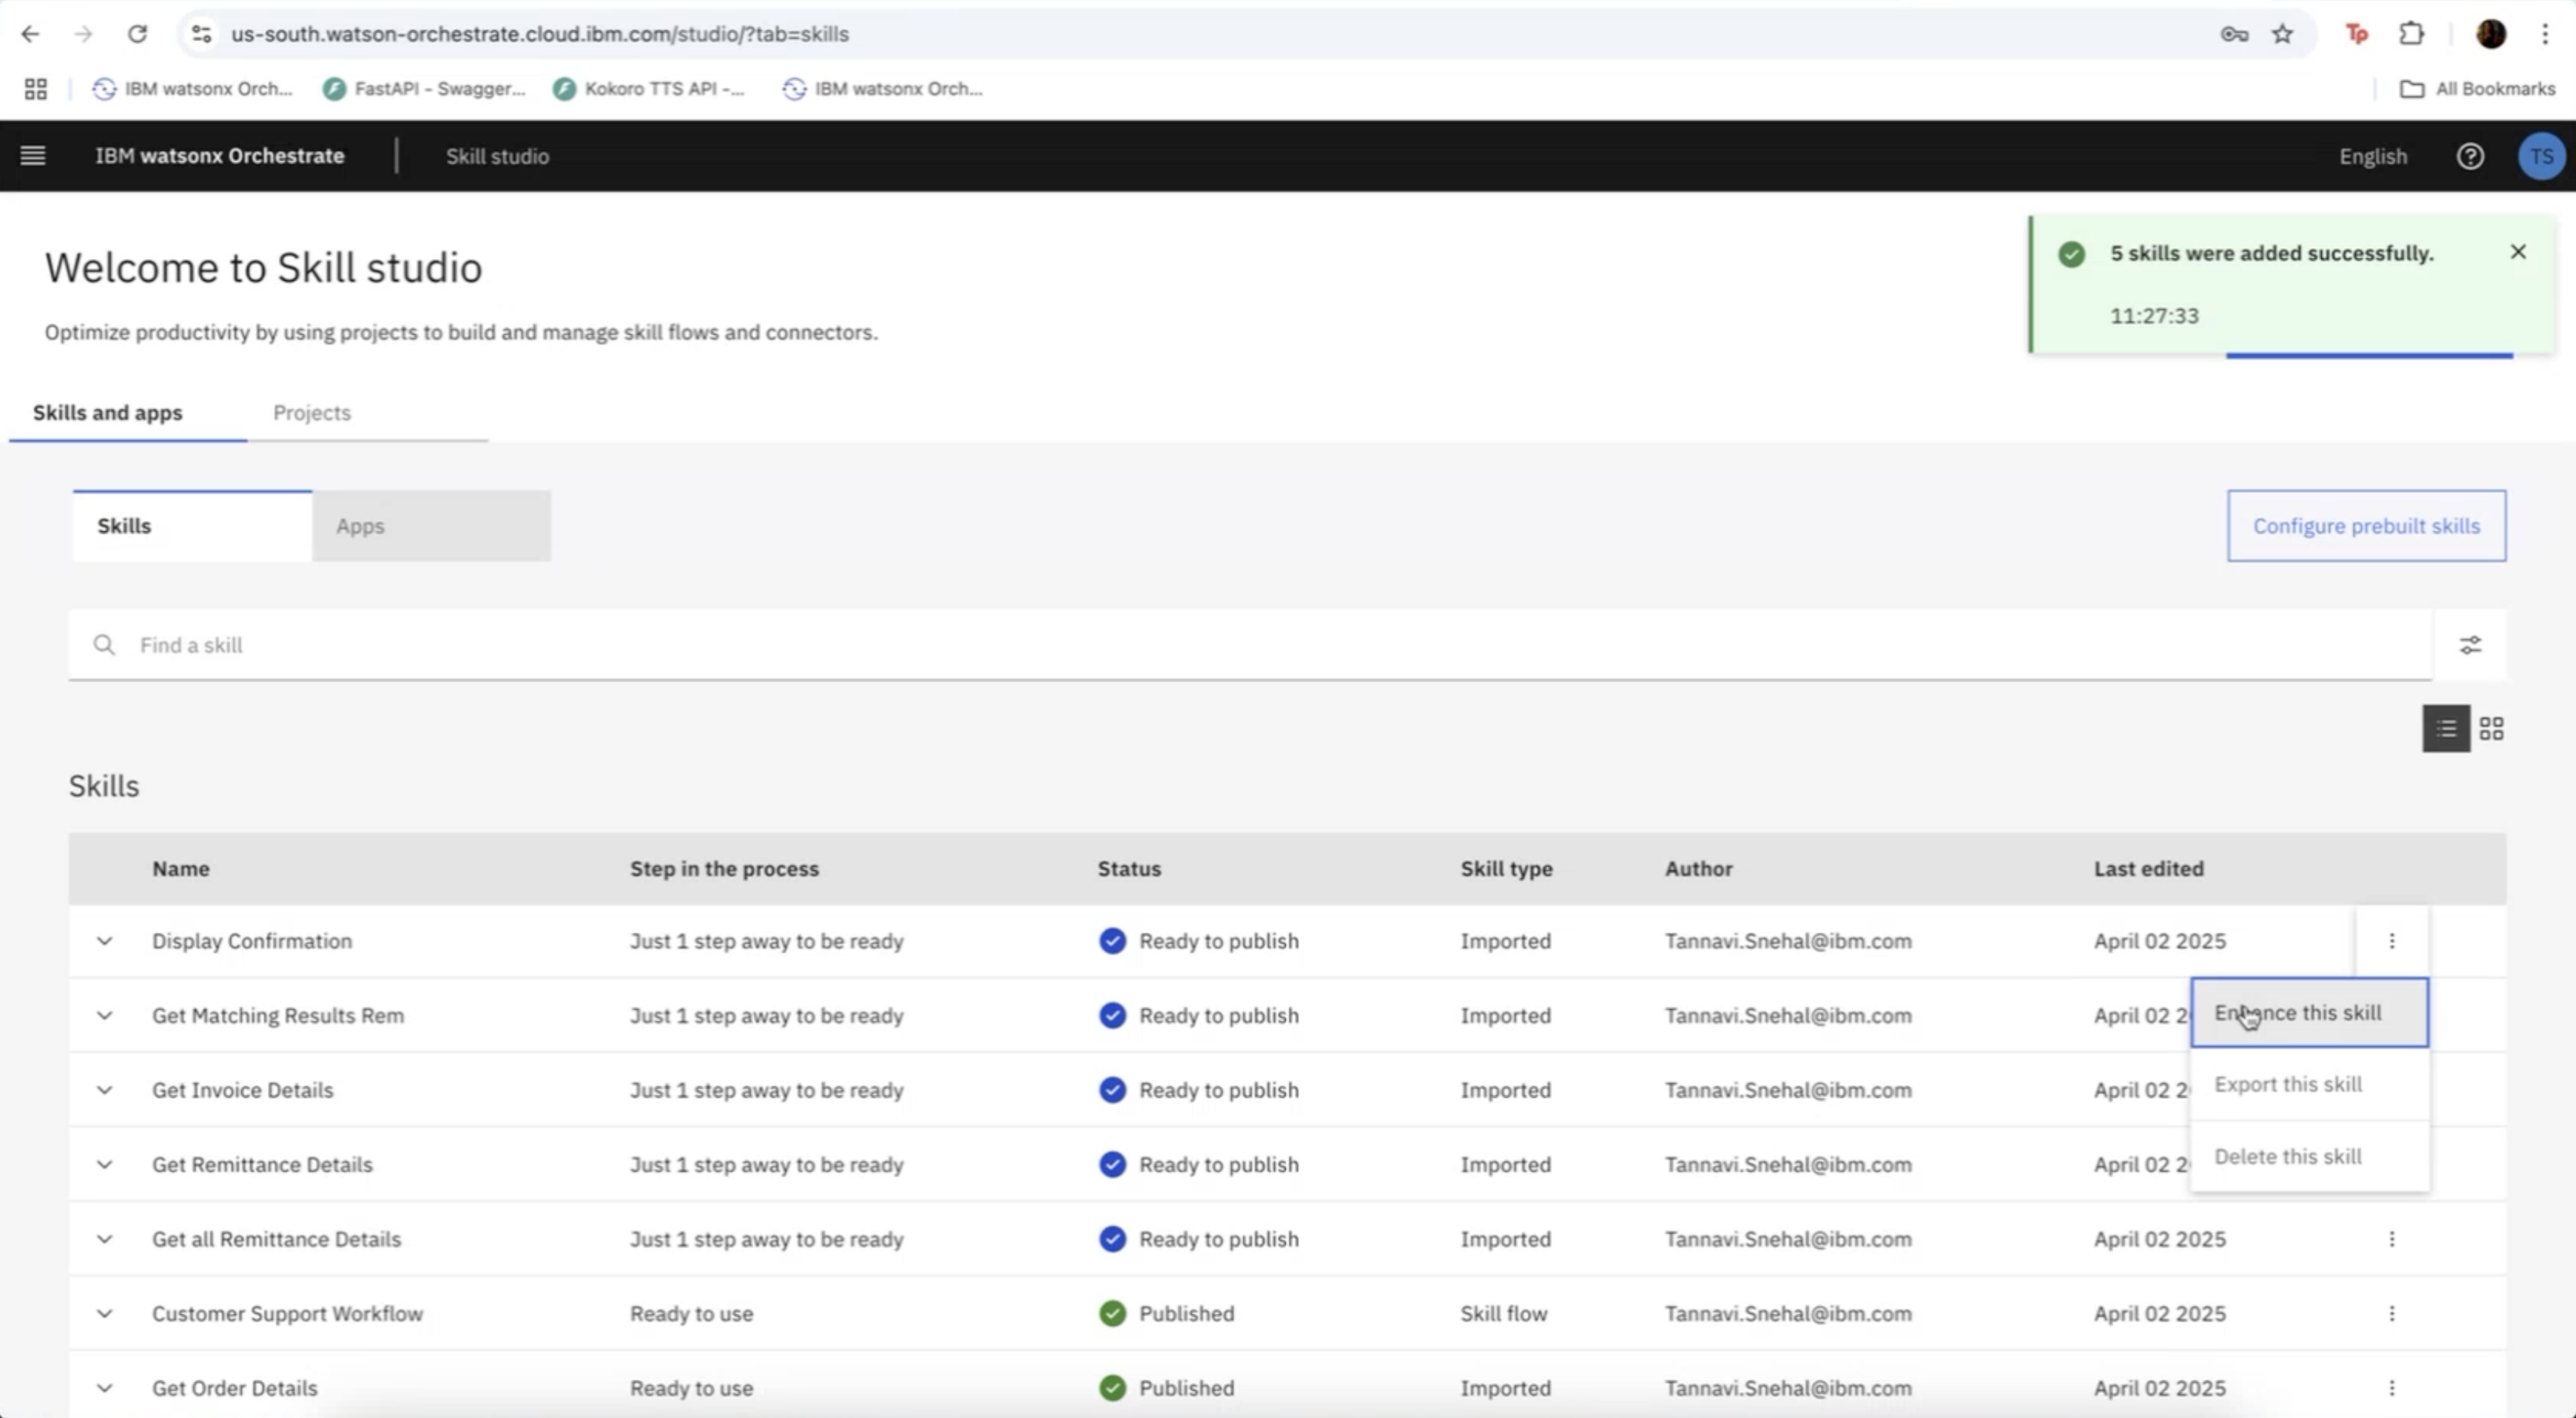 us-south.watson-orchestrate.cloud.ibm.com/studio/?tab=skills
Tp
IBM watsonx Orch... FastAPI - Swagger... Kokoro TTS API -... IBM watsonx Orch... All Bookmarks
IBM watsonx Orchestrate Skill studio English TS
Welcome to Skill studio
5 skills were added successfully.
11:27:33
Optimize productivity by using projects to build and manage skill flows and connectors.
Skills and apps Projects
Skills Apps Configure prebuilt skills
Find a skill
Skills
Name Step in the process Status Skill type Author Last edited
Display Confirmation Just 1 step away to be ready Ready to publish Imported Tannavi.Snehal@ibm.com April 02 2025
Get Matching Results Rem Just 1 step away to be ready Ready to publish Imported Tannavi.Snehal@ibm.com April 02 2 Enhance this skill
Get Invoice Details Just 1 step away to be ready Ready to publish Imported Tannavi.Snehal@ibm.com April 02 2 Export this skill
Get Remittance Details Just 1 step away to be ready Ready to publish Imported Tannavi.Snehal@ibm.com April 02 2 Delete this skill
Get all Remittance Details Just 1 step away to be ready Ready to publish Imported Tannavi.Snehal@ibm.com April 02 2025
Customer Support Workflow Ready to use Published Skill flow Tannavi.Snehal@ibm.com April 02 2025
Get Order Details Ready to use Published Imported Tannavi.Snehal@ibm.com April 02 2025